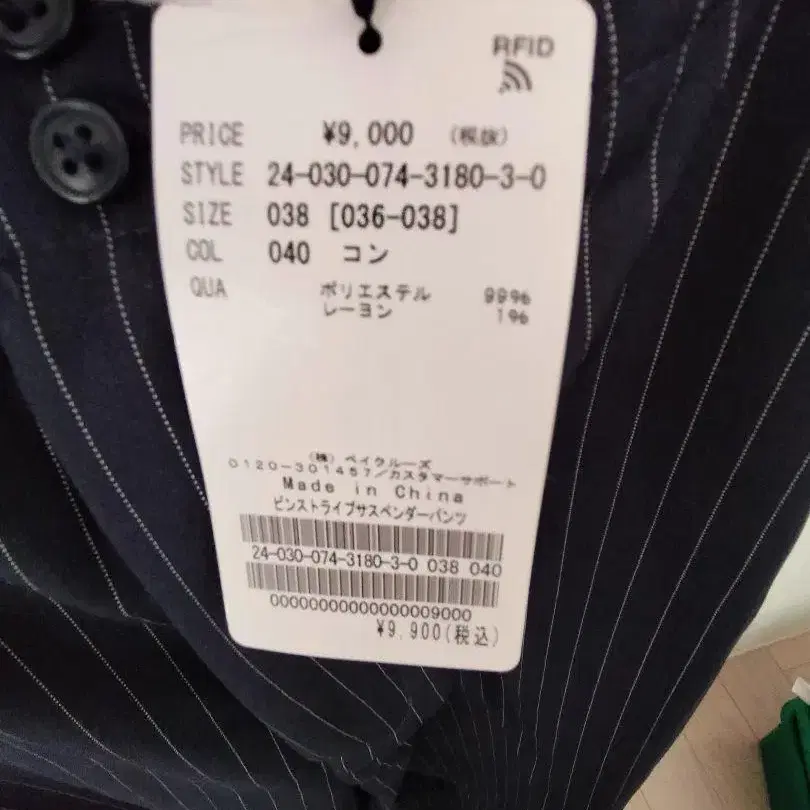 RFID
PRICE ¥9,000 (税抜)
STYLE 24-030-074-3180-3-0
SIZE 038 [036-038]
COL 040 コン
QUA ポリエステル 99%
レーヨン 1%
(株) ベイクルーズ
0120-301457/カスタマーサポート
Made in China
ピンストライプサスペンダーパンツ
24-030-074-3180-3-0 038 040
00000000000000009000
¥9,900(税込)